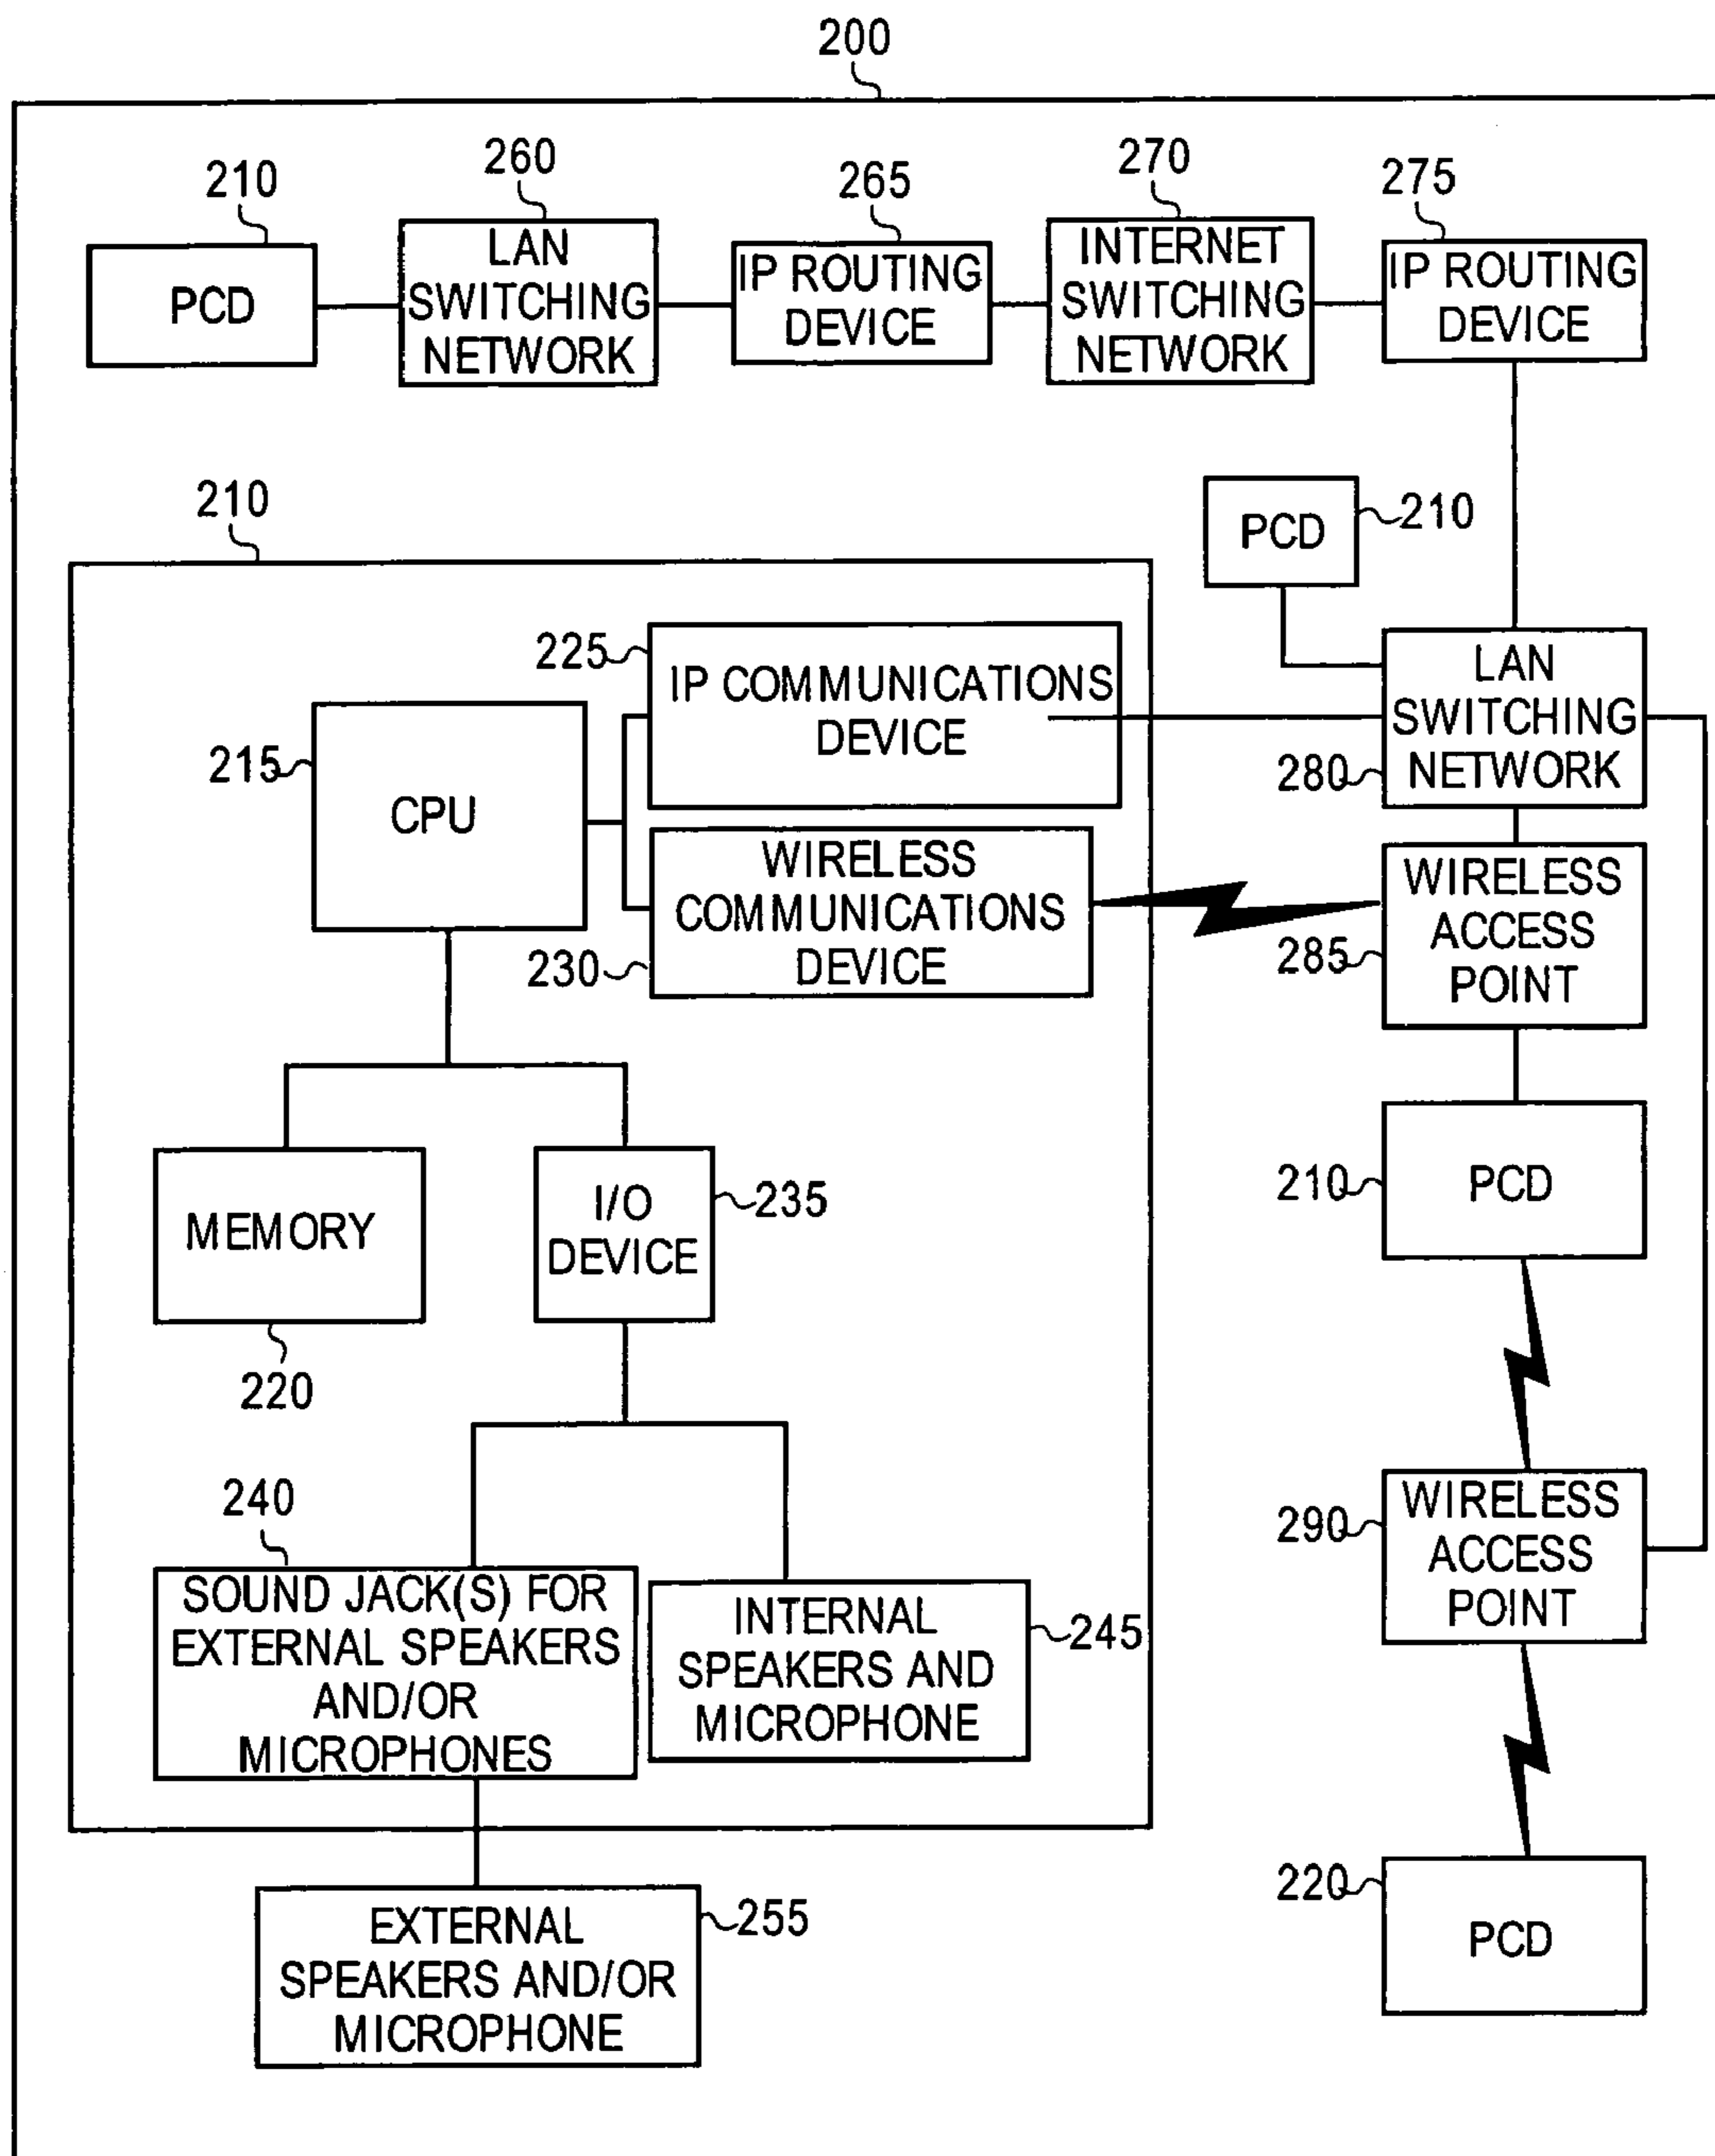 200
210
260
265
270
275
PCD
LAN
SWITCHING
NETWORK
IP ROUTING
DEVICE
INTERNET
SWITCHING
NETWORK
IP ROUTING
DEVICE
210
PCD
210
225
IP COMMUNICATIONS
DEVICE
LAN
SWITCHING
NETWORK
280
215
CPU
WIRELESS
COMMUNICATIONS
DEVICE
230
WIRELESS
ACCESS
POINT
285
MEMORY
220
I/O
DEVICE
235
210
PCD
240
SOUND JACK(S) FOR
EXTERNAL SPEAKERS
AND/OR
MICROPHONES
INTERNAL
SPEAKERS AND
MICROPHONE
245
290
WIRELESS
ACCESS
POINT
EXTERNAL
SPEAKERS AND/OR
MICROPHONE
255
220
PCD